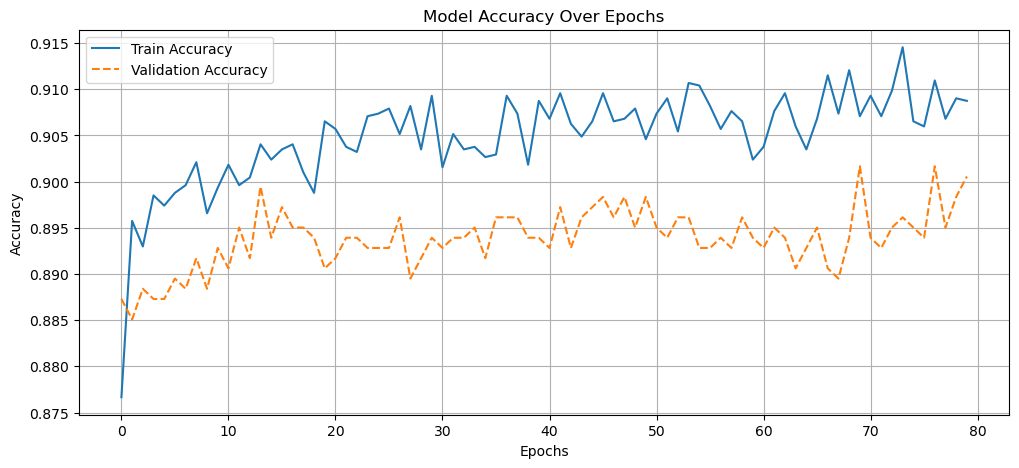 Model Accuracy Over Epochs
Train Accuracy
Validation Accuracy
0.915
0.910
0.905
0.900
0.895
0.890
0.885
0.880
0.875
Accuracy
0 10 20 30 40 50 60 70 80
Epochs